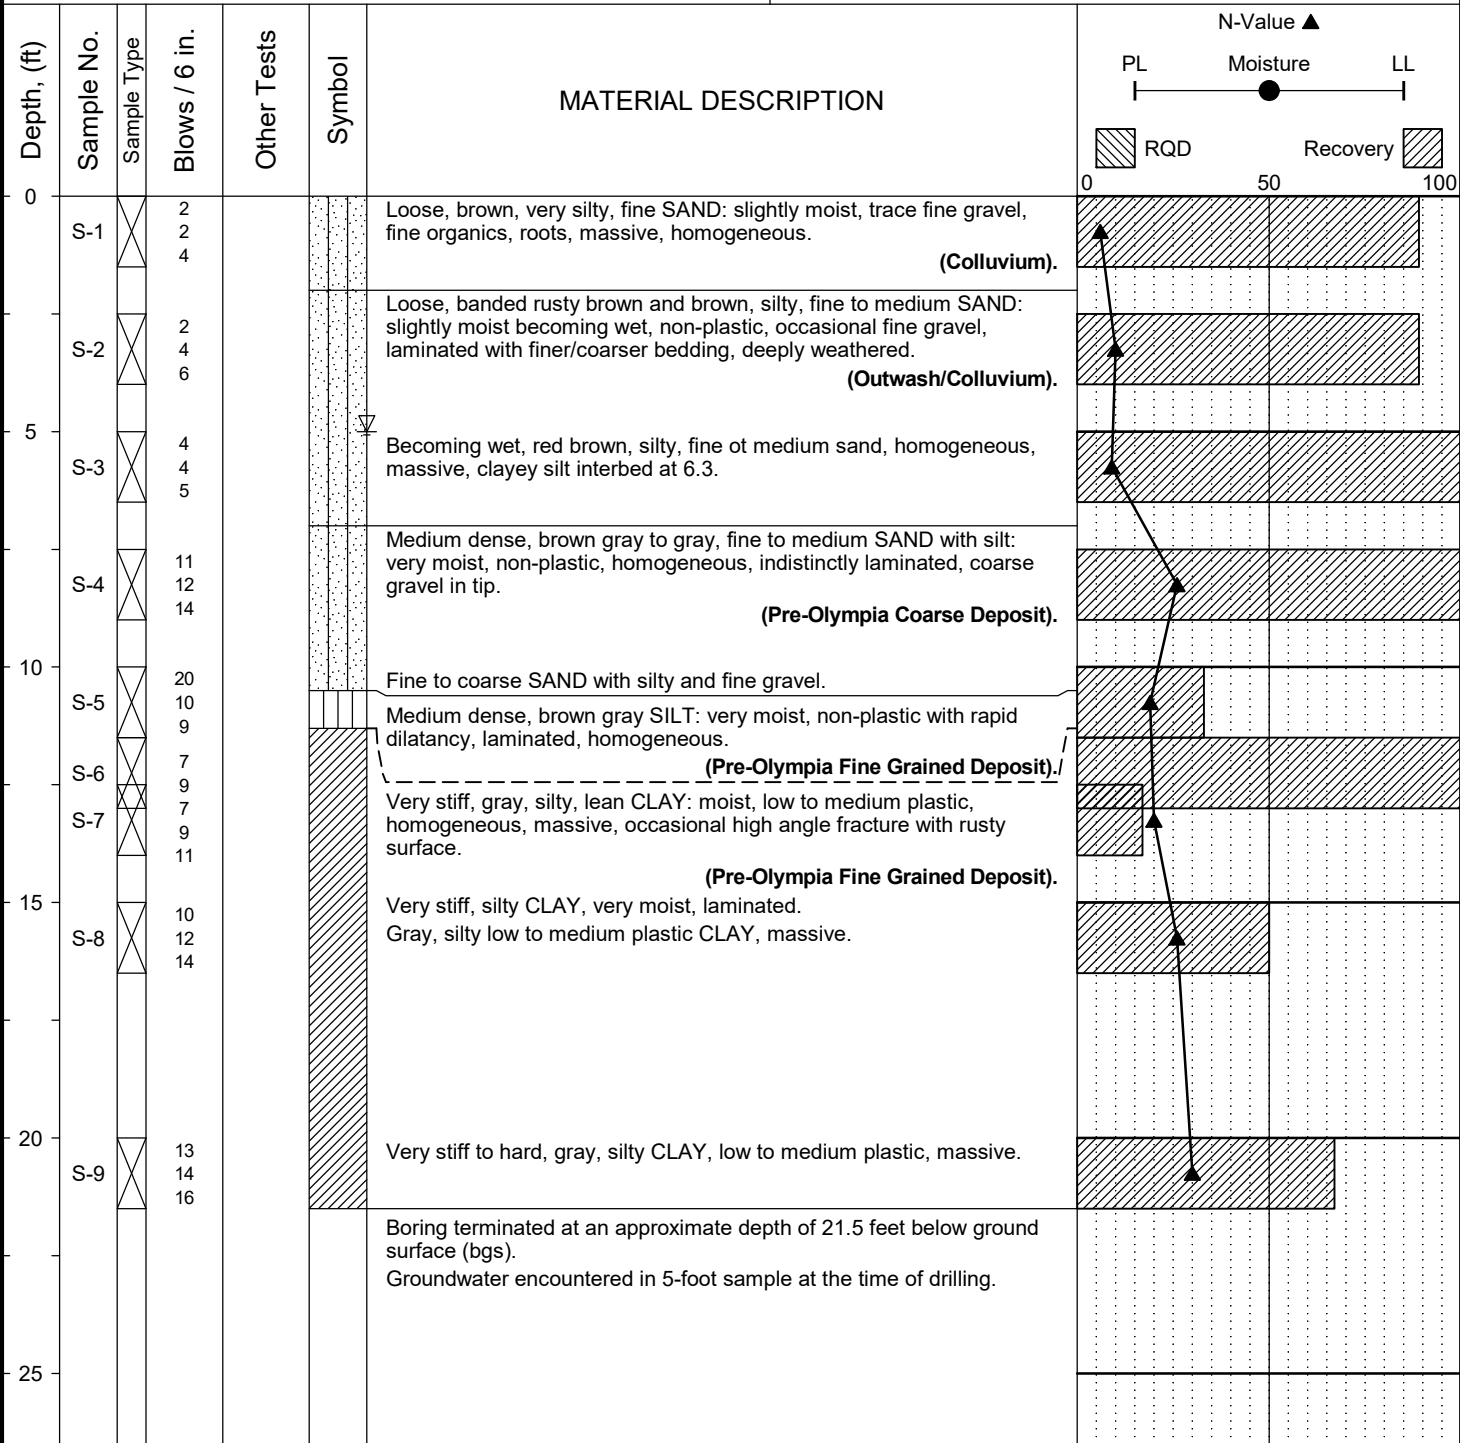 Depth, (ft)
Sample No.
Sample Type
Blows / 6 in.
Other Tests
Symbol
MATERIAL DESCRIPTION
N-Value ▲
PL Moisture LL
RQD Recovery
0 50 100
0
S-1
2
2
4
Loose, brown, very silty, fine SAND: slightly moist, trace fine gravel,
fine organics, roots, massive, homogeneous.
(Colluvium).
S-2
2
4
6
Loose, banded rusty brown and brown, silty, fine to medium SAND:
slightly moist becoming wet, non-plastic, occasional fine gravel,
laminated with finer/coarser bedding, deeply weathered.
(Outwash/Colluvium).
5
S-3
4
4
5
Becoming wet, red brown, silty, fine ot medium sand, homogeneous,
massive, clayey silt interbed at 6.3.
S-4
11
12
14
Medium dense, brown gray to gray, fine to medium SAND with silt:
very moist, non-plastic, homogeneous, indistinctly laminated, coarse
gravel in tip.
(Pre-Olympia Coarse Deposit).
10
S-5
20
10
9
Fine to coarse SAND with silty and fine gravel.
Medium dense, brown gray SILT: very moist, non-plastic with rapid
dilatancy, laminated, homogeneous.
(Pre-Olympia Fine Grained Deposit).
S-6
7
9
S-7
7
9
11
Very stiff, gray, silty, lean CLAY: moist, low to medium plastic,
homogeneous, massive, occasional high angle fracture with rusty
surface.
(Pre-Olympia Fine Grained Deposit).
15
S-8
10
12
14
Very stiff, silty CLAY, very moist, laminated.
Gray, silty low to medium plastic CLAY, massive.
20
S-9
13
14
16
Very stiff to hard, gray, silty CLAY, low to medium plastic, massive.
Boring terminated at an approximate depth of 21.5 feet below ground
surface (bgs).
Groundwater encountered in 5-foot sample at the time of drilling.
25